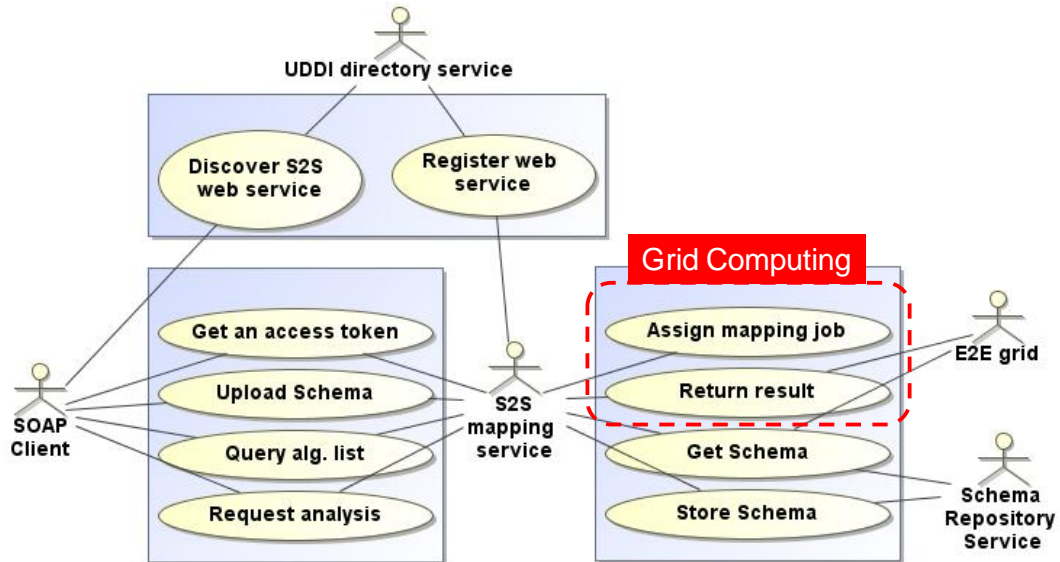 UDDI directory service
Discover S2S
web service
Register web
service
Grid Computing
Get an access token
Upload Schema
Query alg. list
Request analysis
SOAP
Client
S2S
mapping
service
Assign mapping job
Return result
Get Schema
Store Schema
E2E grid
Schema
Repository
Service